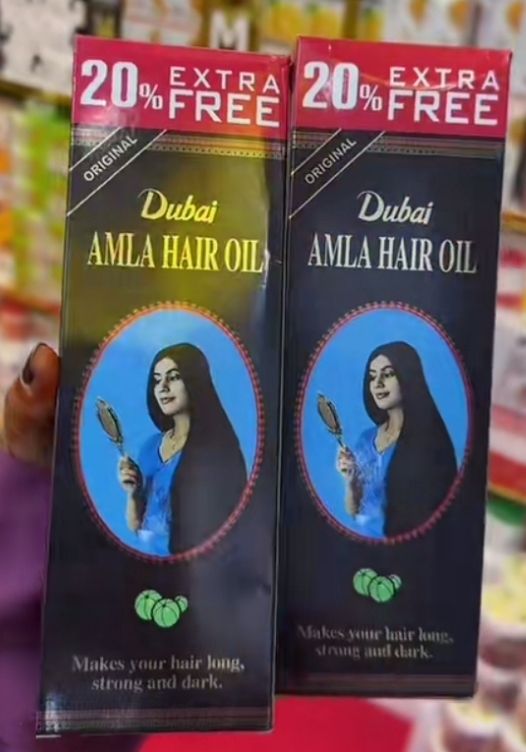 20% EXTRA FREE
ORIGINAL
Dubai
AMLA HAIR OIL
Makes your hair long,
strong and dark.
20% EXTRA FREE
ORIGINAL
Dubai
AMLA HAIR OIL
Makes your hair long,
strong and dark.